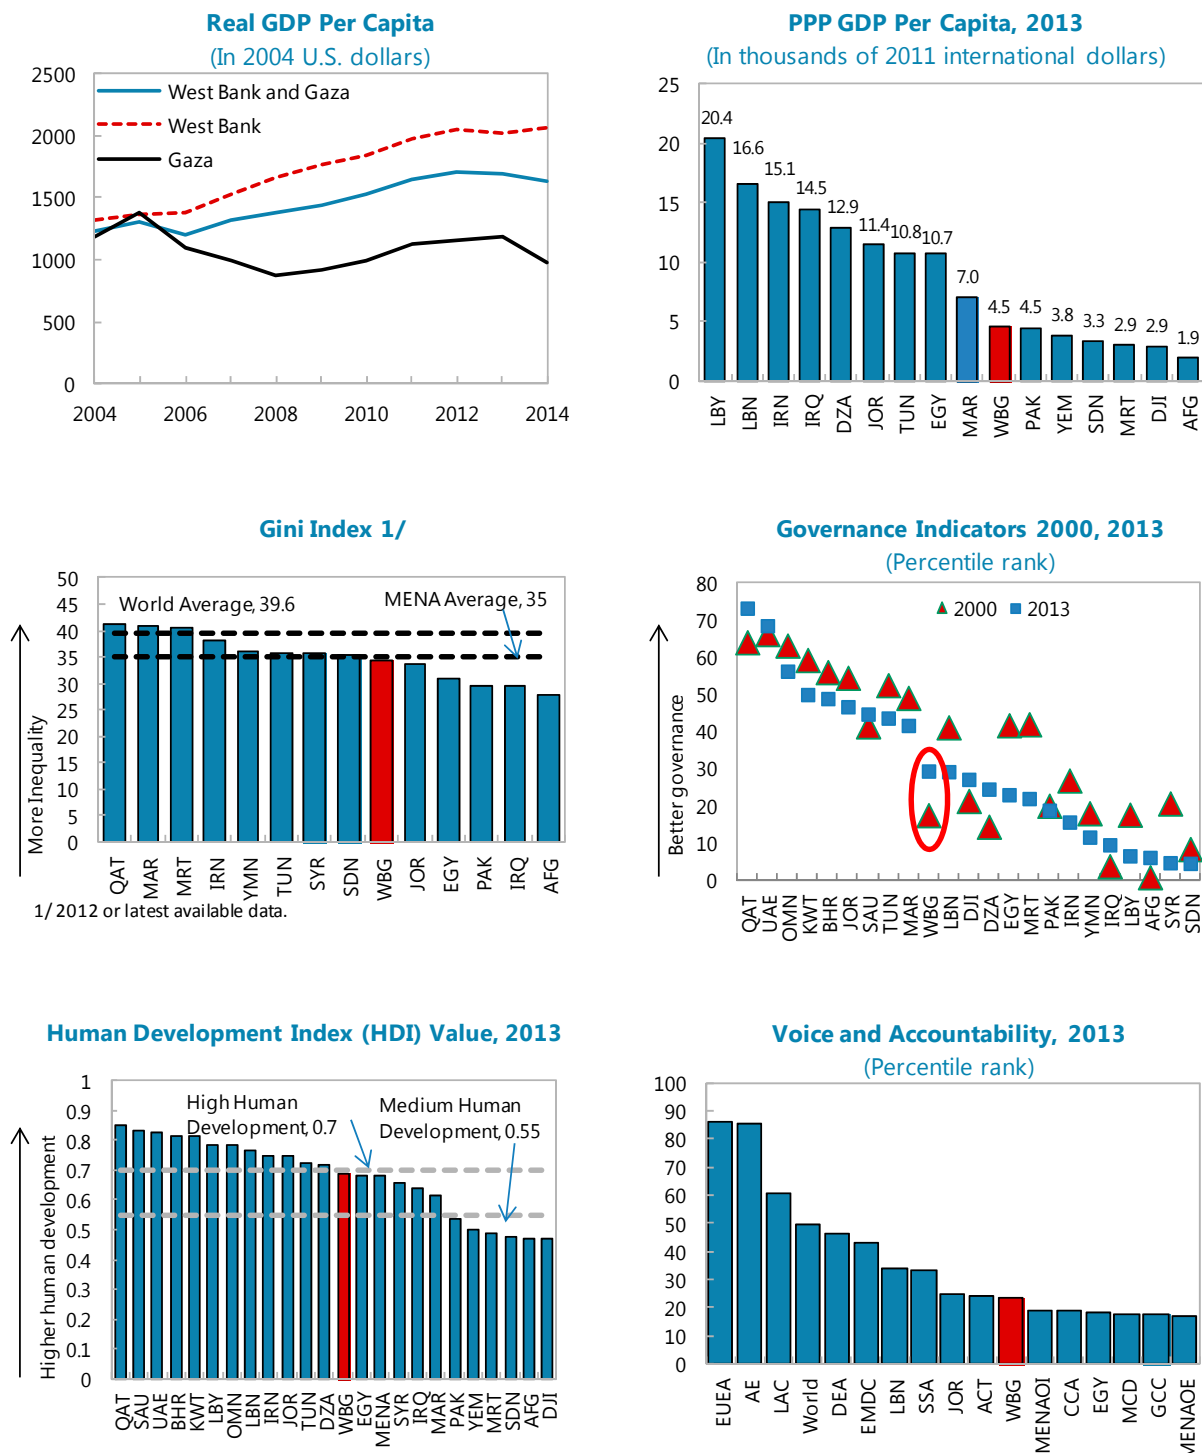 Real GDP Per Capita
(In 2004 U.S. dollars)
2500
2000
1500
1000
500
0
West Bank and Gaza
West Bank
Gaza
2004 2006 2008 2010 2012 2014
PPP GDP Per Capita, 2013
(In thousands of 2011 international dollars)
25
20
15
10
5
0
20.4 16.6 15.1 14.5 12.9 11.4 10.8 10.7 7.0 4.5 4.5 3.8 3.3 2.9 2.9 1.9
LBY LBN IRN IRQ DZA JOR TUN EGY MAR WBG PAK YEM SDN MRT DJI AFG
Gini Index 1/
More Inequality
50
45
40
35
30
25
20
15
10
5
0
World Average, 39.6
MENA Average, 35
QAT MAR MRT IRN YMN TUN SYR SDN WBG JOR EGY PAK IRQ AFG
1/ 2012 or latest available data.
Governance Indicators 2000, 2013
(Percentile rank)
Better governance
80
70
60
50
40
30
20
10
0
2000 2013
QAT UAE OMN KWT BHR JOR SAU TUN MAR WBG LBN DJI DZA EGY MRT PAK IRN YMN IRQ LBY AFG SYR SDN
Human Development Index (HDI) Value, 2013
Higher human development
1
0.9
0.8
0.7
0.6
0.5
0.4
0.3
0.2
0.1
0
High Human
Development, 0.7
Medium Human
Development, 0.55
QAT SAU UAE BHR KWT LBY OMN LBN IRN JOR TUN DZA WBG EGY MENA SYR IRQ MAR PAK YEM MRT SDN AFG DJI
Voice and Accountability, 2013
(Percentile rank)
100
90
80
70
60
50
40
30
20
10
0
EUEA AE LAC World DEA EMDC LBN SSA JOR ACT WBG MENAOI CCA EGY MCD GCC MENAOE